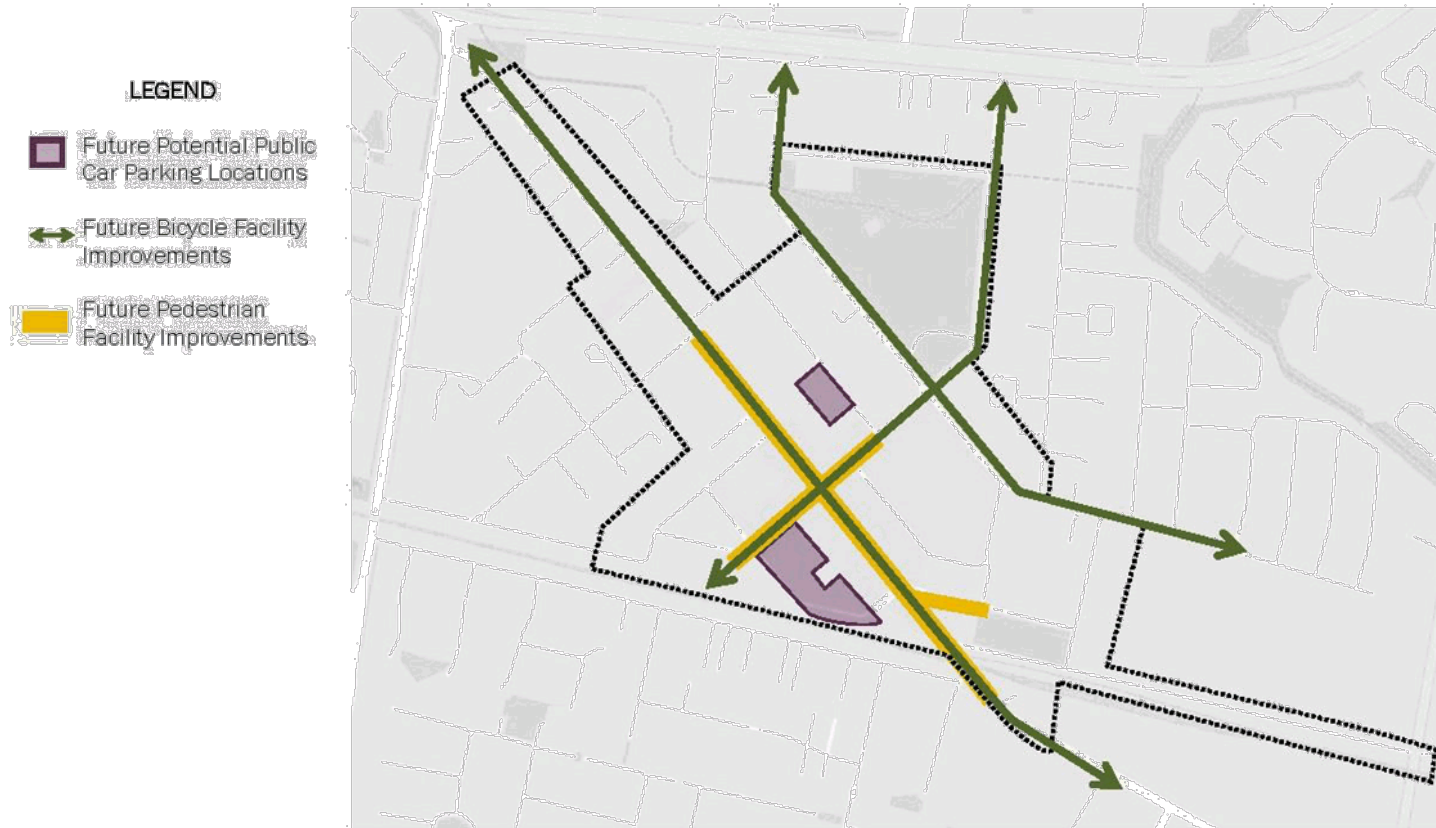 LEGEND
Future Potential Public
Car Parking Locations
Future Bicycle Facility
Improvements
Future Pedestrian
Facility Improvements